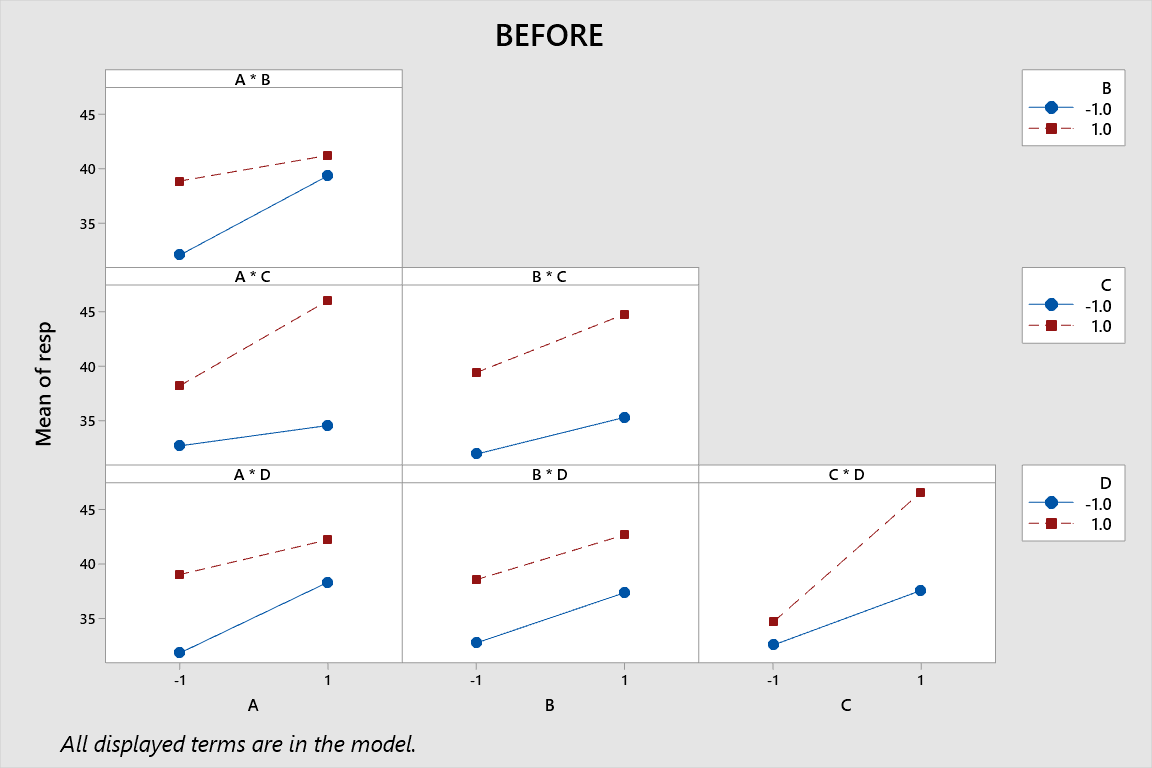 BEFORE
A * B
45
40
35
B
-1.0
1.0
A * C
B * C
45
40
35
C
-1.0
1.0
Mean of resp
A * D
B * D
C * D
45
40
35
D
-1.0
1.0
-1 1 -1 1 -1 1
A B C
All displayed terms are in the model.